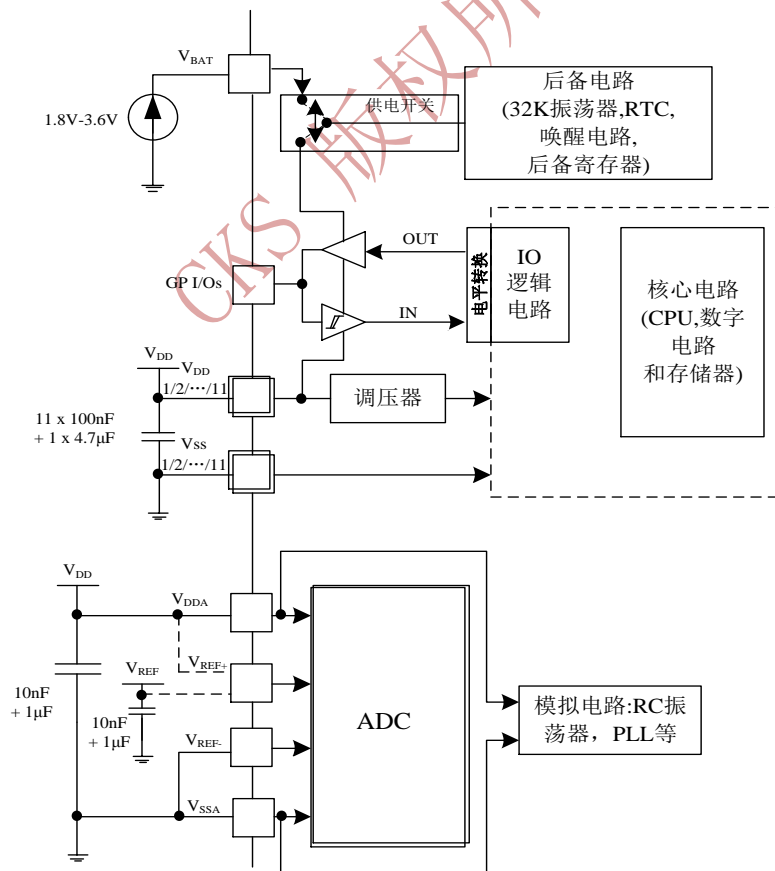 CKS 版权所
VBAT
1.8V-3.6V
供电开关
后备电路
(32K振荡器,RTC,
唤醒电路,
后备寄存器)
OUT
GP I/Os
IN
电平转换
IO
逻辑
电路
核心电路
(CPU,数字
电路
和存储器)
VDD
VDD
1/2/…/11
调压器
11 x 100nF
+ 1 x 4.7μF
VSS
1/2/…/11
VDD
VDDA
VREF+
VREF
10nF
+ 1μF
10nF
+ 1μF
VREF-
VSSA
ADC
模拟电路:RC振
荡器，PLL等